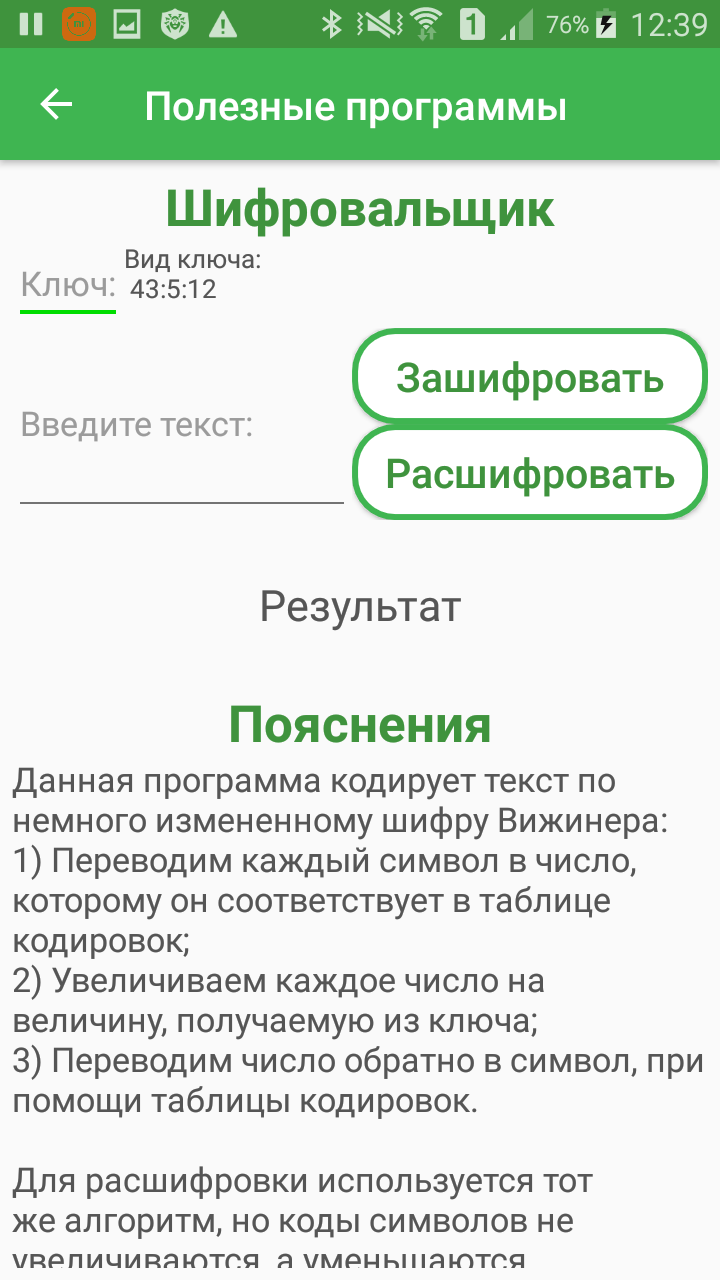 1 76% 12:39
Полезные программы
Шифровальщик
Вид ключа:
Ключ: 43:5:12
Зашифровать
Введите текст:
Расшифровать
Результат
Пояснения
Данная программа кодирует текст по
немного измененному шифру Вижинера:
1) Переводим каждый символ в число,
которому он соответствует в таблице
кодировок;
2) Увеличиваем каждое число на
величину, получаемую из ключа;
3) Переводим число обратно в символ, при
помощи таблицы кодировок.
Для расшифровки используется тот
же алгоритм, но коды символов не
увеличиваются, а уменьшаются